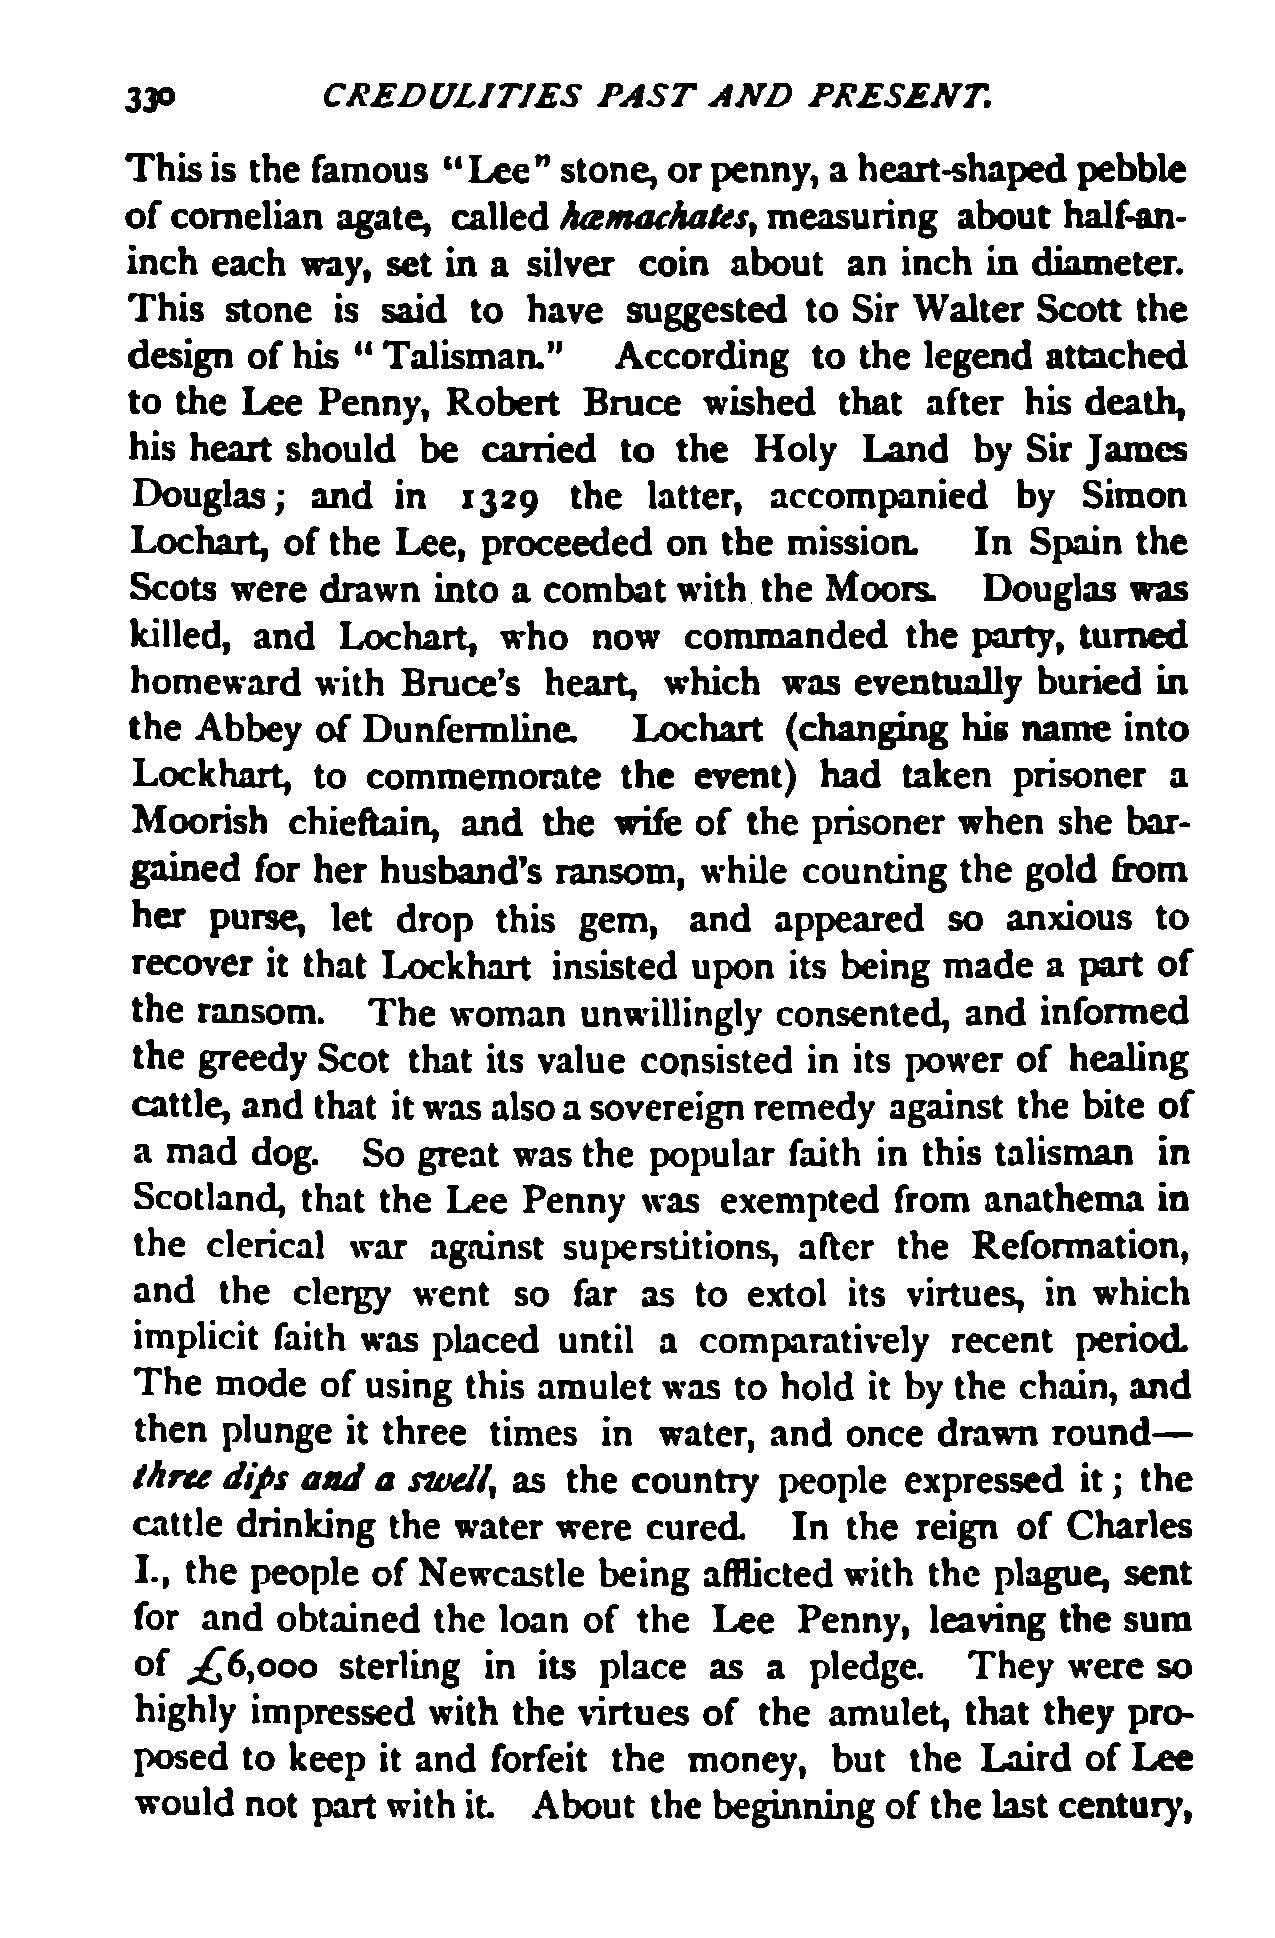 330 CREDULITIES PAST AND PRESENT.
This is the famous "Lee" stone, or penny, a heart-shaped pebble
of cornelian agate, called hæmachates, measuring about half-an-
inch each way, set in a silver coin about an inch in diameter.
This stone is said to have suggested to Sir Walter Scott the
design of his "Talisman." According to the legend attached
to the Lee Penny, Robert Bruce wished that after his death,
his heart should be carried to the Holy Land by Sir James
Douglas; and in 1329 the latter, accompanied by Simon
Lochart, of the Lee, proceeded on the mission. In Spain the
Scots were drawn into a combat with the Moors. Douglas was
killed, and Lochart, who now commanded the party, turned
homeward with Bruce's heart, which was eventually buried in
the Abbey of Dunfermline. Lochart (changing his name into
Lockhart, to commemorate the event) had taken prisoner a
Moorish chieftain, and the wife of the prisoner when she bar-
gained for her husband's ransom, while counting the gold from
her purse, let drop this gem, and appeared so anxious to
recover it that Lockhart insisted upon its being made a part of
the ransom. The woman unwillingly consented, and informed
the greedy Scot that its value consisted in its power of healing
cattle, and that it was also a sovereign remedy against the bite of
a mad dog. So great was the popular faith in this talisman in
Scotland, that the Lee Penny was exempted from anathema in
the clerical war against superstitions, after the Reformation,
and the clergy went so far as to extol its virtues, in which
implicit faith was placed until a comparatively recent period.
The mode of using this amulet was to hold it by the chain, and
then plunge it three times in water, and once drawn round—
three dips and a swell, as the country people expressed it; the
cattle drinking the water were cured. In the reign of Charles
I., the people of Newcastle being afflicted with the plague, sent
for and obtained the loan of the Lee Penny, leaving the sum
of £6,000 sterling in its place as a pledge. They were so
highly impressed with the virtues of the amulet, that they pro-
posed to keep it and forfeit the money, but the Laird of Lee
would not part with it. About the beginning of the last century,